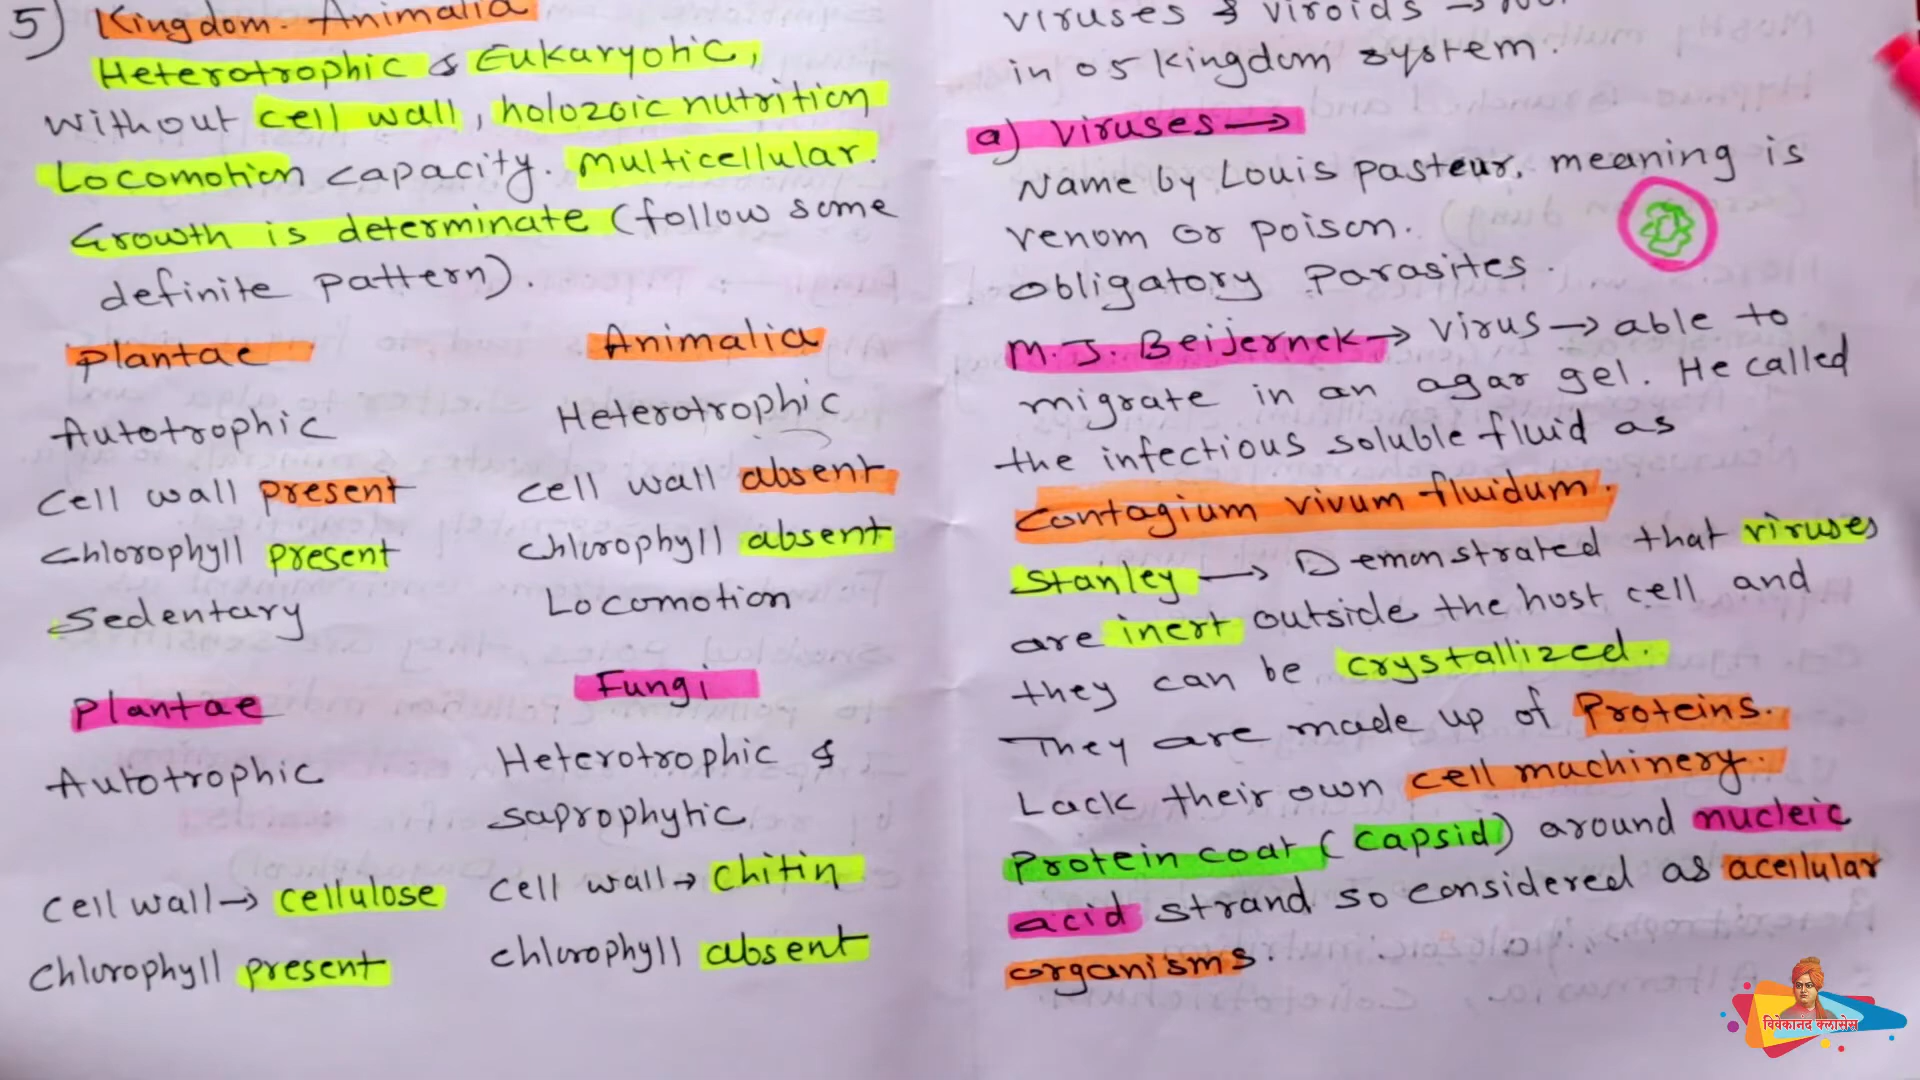 5) Kingdom-Animalia
Heterotrophic & Eukaryotic,
without cell wall, holozoic nutrition
Locomotion capacity. Multicellular.
Growth is determinate (follow some
definite pattern).
Plantae
Autotrophic
Cell wall present
Chlorophyll present
Sedentary
Animalia
Heterotrophic
Cell wall absent
Chlorophyll absent
Locomotion
Plantae
Autotrophic
Cell wall → cellulose
Chlorophyll present
Fungi
Heterotrophic &
saprophytic
Cell wall → chitin
chlorophyll absent
Viruses & Viroids →
in 05 Kingdom system.
a) Viruses →
Name by Louis Pasteur, meaning is
venom or poison.
Obligatory Parasites.
M.J. Beijernek → Virus → able to
migrate in an agar gel. He called
the infectious soluble fluid as
Contagium vivum fluidum.
Stanley → Demonstrated that viruses
are inert outside the host cell and
they can be crystallized.
They are made up of Proteins.
Lack their own cell machinery.
Protein coat (capsid) around nucleic
acid strand so considered as acellular
organisms.
विवेकानंद क्लासेस